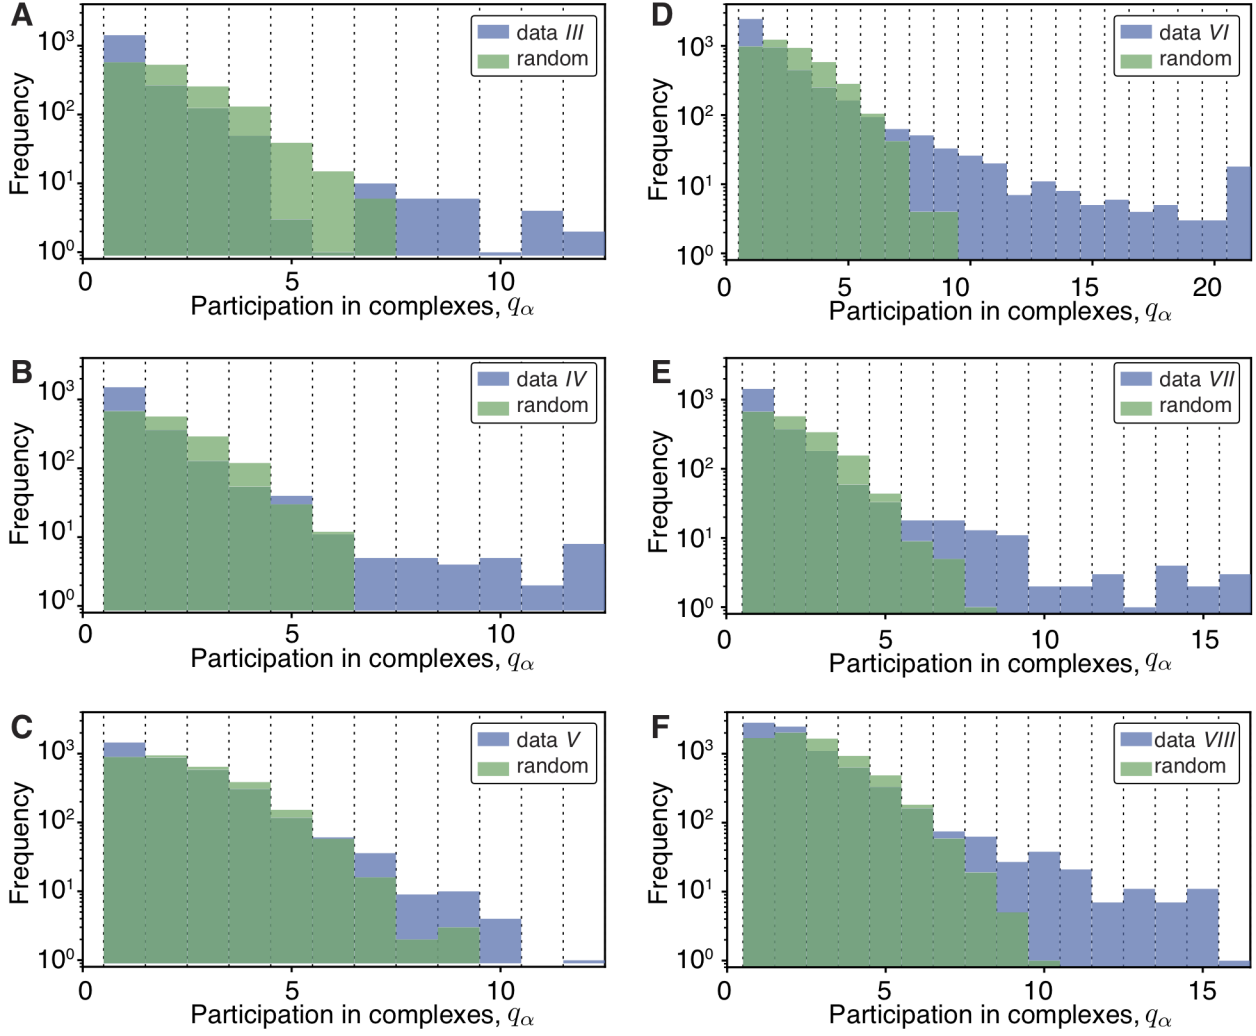 A
Frequency
10³
10²
10¹
10⁰
data III
random
0 5 10
Participation in complexes, qα
B
Frequency
10³
10²
10¹
10⁰
data IV
random
0 5 10
Participation in complexes, qα
C
Frequency
10³
10²
10¹
10⁰
data V
random
0 5 10
Participation in complexes, qα
D
Frequency
10³
10²
10¹
10⁰
data VI
random
0 5 10 15 20
Participation in complexes, qα
E
Frequency
10³
10²
10¹
10⁰
data VII
random
0 5 10 15
Participation in complexes, qα
F
Frequency
10³
10²
10¹
10⁰
data VIII
random
0 5 10 15
Participation in complexes, qα